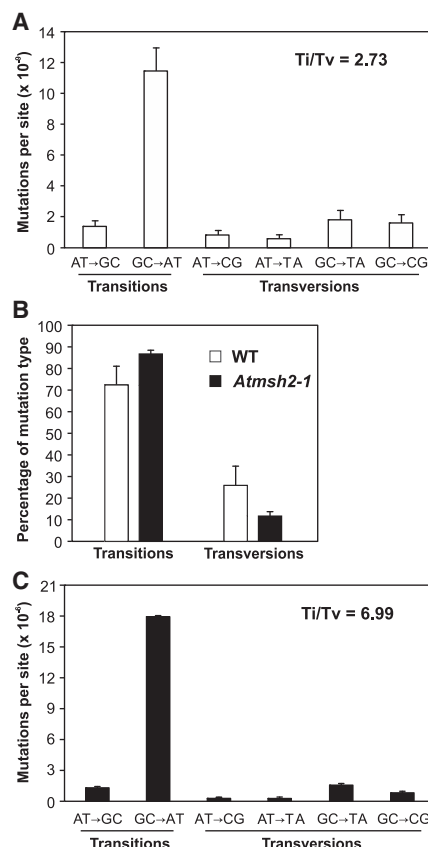 A
14
12
10
8
6
4
2
0
Mutations per site (x
Ti/Tv = 2.73
AT→GC GC→AT AT→CG AT→TA GC→TA GC→CG
Transitions Transversions
B
100
90
80
70
60
50
40
30
20
10
0
Percentage of mutation type
WT
Atmsh2-1
Transitions Transversions
C
21
18
15
12
9
6
3
0
Mutations per site (x
Ti/Tv = 6.99
AT→GC GC→AT AT→CG AT→TA GC→TA GC→CG
Transitions Transversions